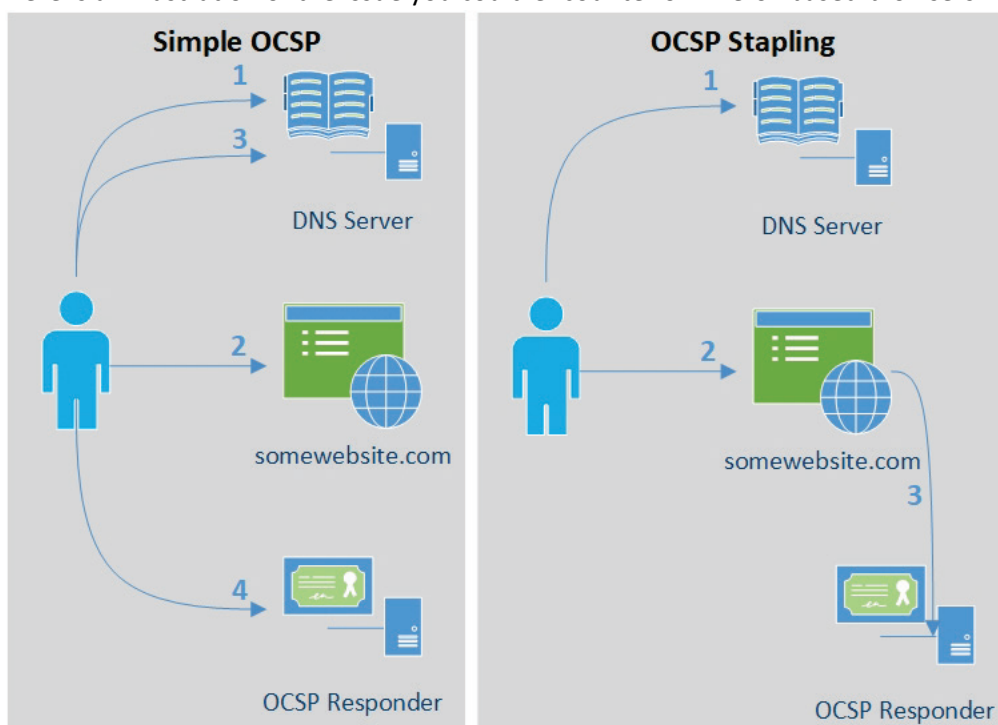 Simple OCSP
1
3
DNS Server
2
somewebsite.com
4
OCSP Responder
OCSP Stapling
1
DNS Server
2
somewebsite.com
3
OCSP Responder